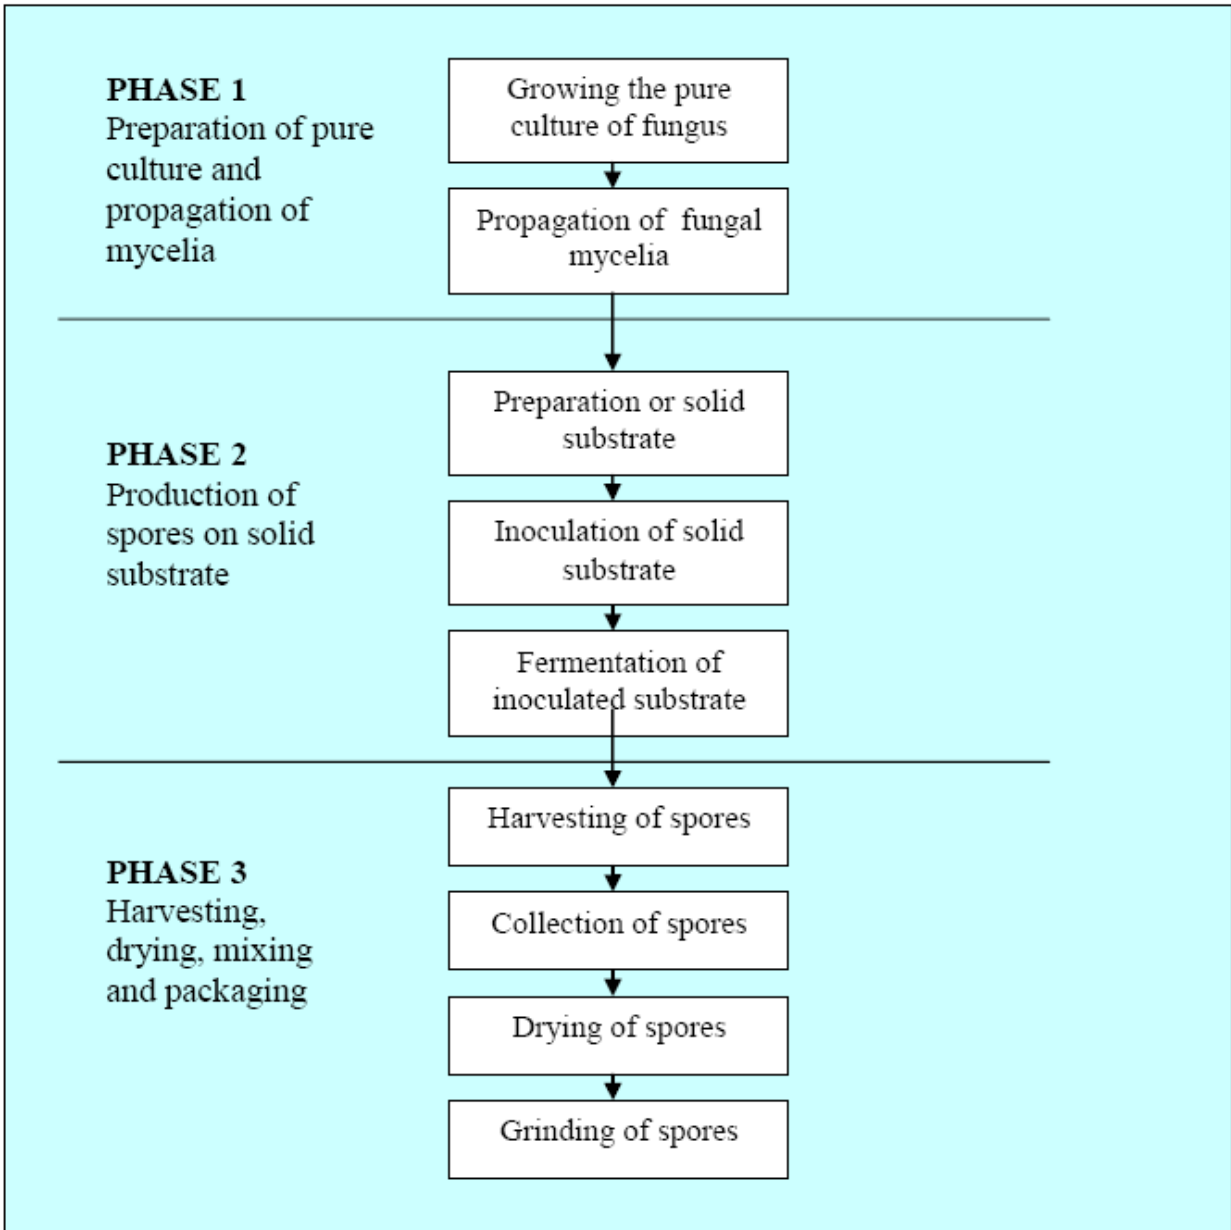 PHASE 1
Preparation of pure
culture and
propagation of
mycelia
Growing the pure
culture of fungus
Propagation of fungal
mycelia
PHASE 2
Production of
spores on solid
substrate
Preparation or solid
substrate
Inoculation of solid
substrate
Fermentation of
inoculated substrate
PHASE 3
Harvesting,
drying, mixing
and packaging
Harvesting of spores
Collection of spores
Drying of spores
Grinding of spores